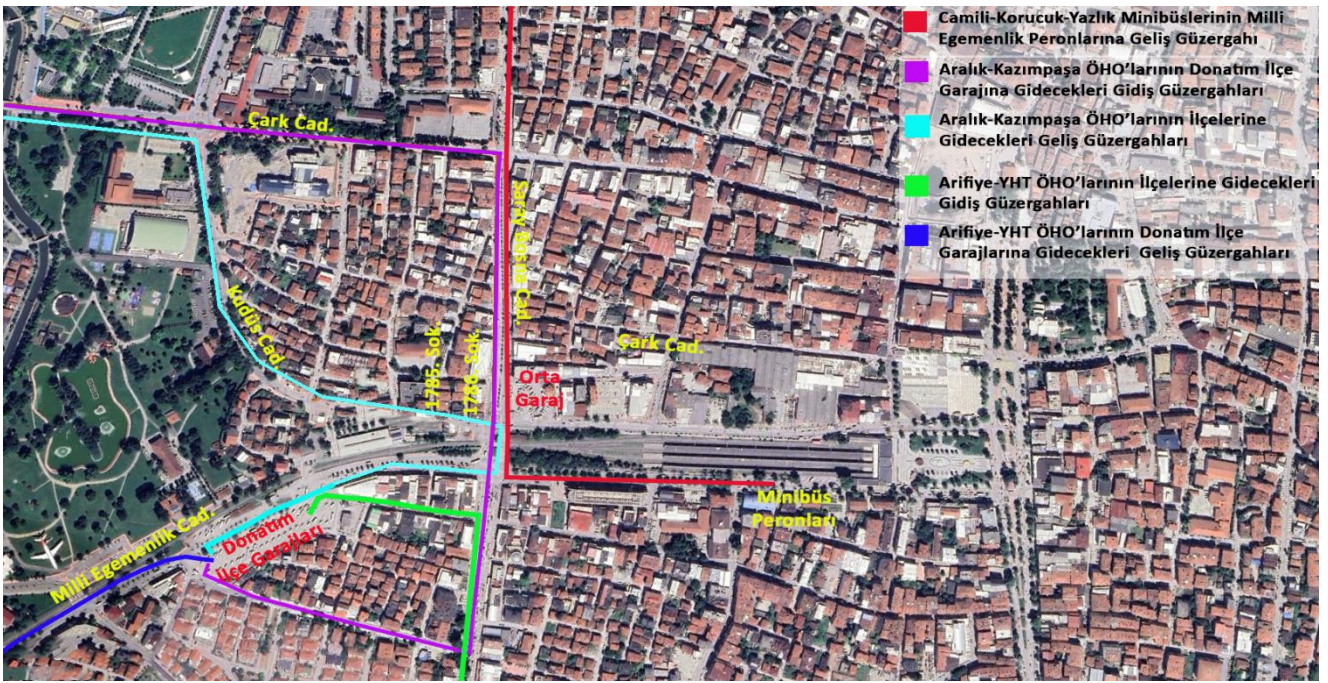 Camili-Korucuk-Yazlık Minibüslerinin Milli
Egemenlik Peronlarına Geliş Güzergahı
Aralık-Kazımpaşa ÖHO'larının Donatım İlçe
Garajına Gidecekleri Gidiş Güzergahları
Aralık-Kazımpaşa ÖHO'larının İlçelerine
Gidecekleri Geliş Güzergahları
Arifiye-YHT ÖHO'larının İlçelerine Gidecekleri
Gidiş Güzergahları
Arifiye-YHT ÖHO'larının Donatım İlçe
Garajlarına Gidecekleri Geliş Güzergahları
Çark Cad.
Saray Bosna Cad.
Kudüs Cad.
1785. Sok.
1786. Sok.
Çark Cad.
Orta
Garaj
Minibüs
Peronları
Milli Egemenlik Cad.
Donatım
İlçe Garajları